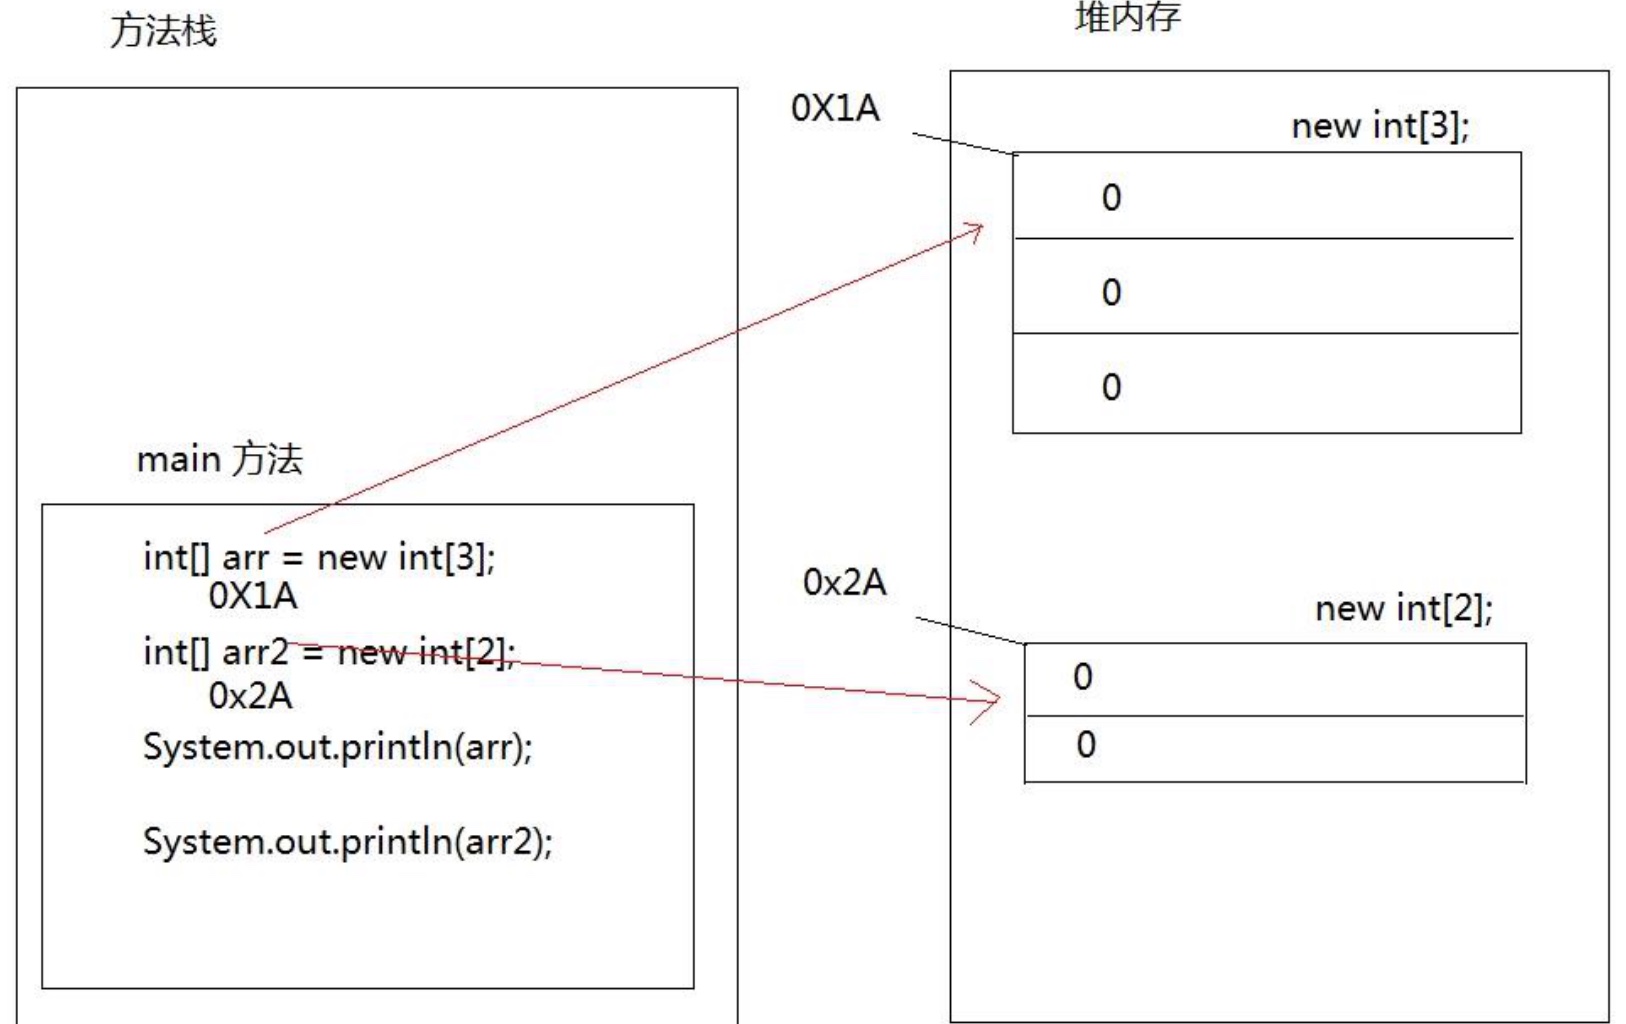 方法栈
main 方法
int[] arr = new int[3];
0X1A
int[] arr2 = new int[2];
0x2A
System.out.println(arr);
System.out.println(arr2);
堆内存
0X1A
new int[3];
0
0
0
0x2A
new int[2];
0
0